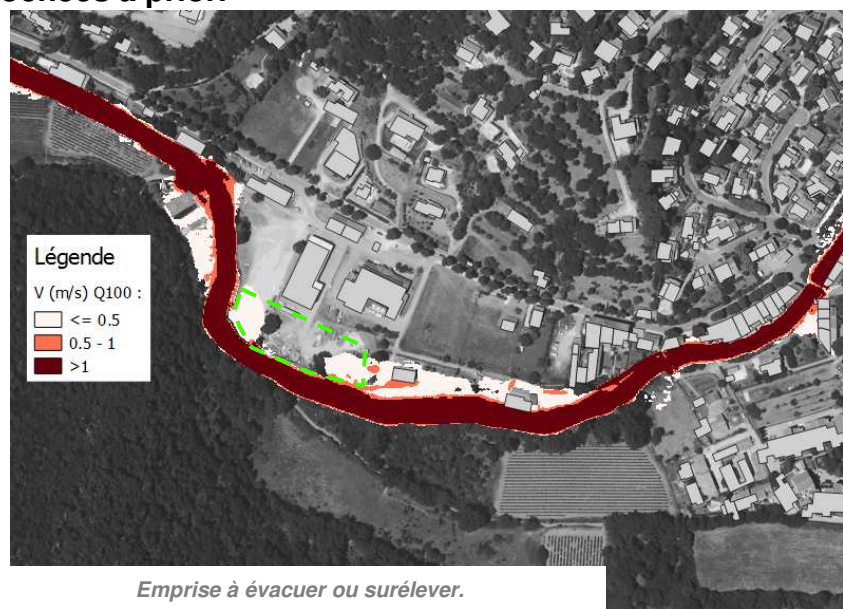 Légende
V (m/s) Q100 :
<= 0.5
0.5 - 1
>1
Emprise à évacuer ou surélever.